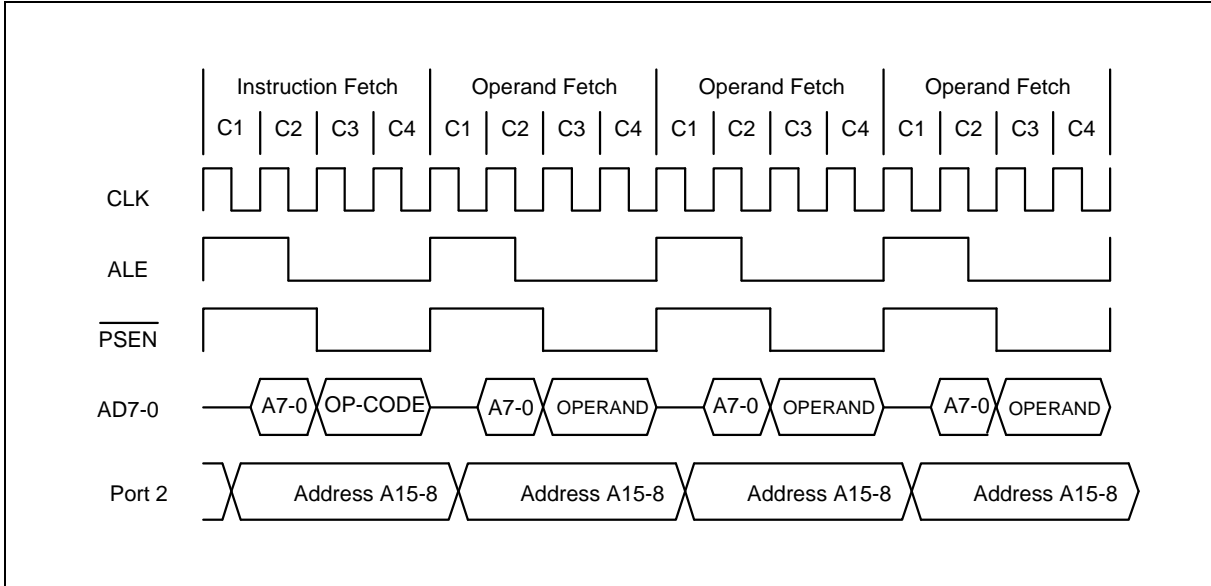 Instruction Fetch Operand Fetch Operand Fetch Operand Fetch
C1 C2 C3 C4 C1 C2 C3 C4 C1 C2 C3 C4 C1 C2 C3 C4
CLK
ALE
PSEN
AD7-0 A7-0 OP-CODE A7-0 OPERAND A7-0 OPERAND A7-0 OPERAND
Port 2 Address A15-8 Address A15-8 Address A15-8 Address A15-8